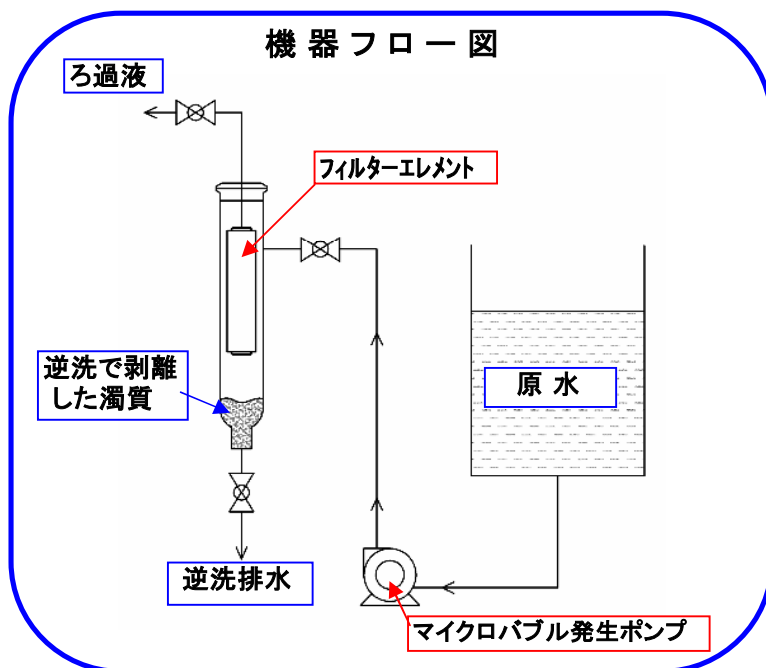 機器フロー図
ろ過液
フィルターエレメント
逆洗で剥離
した濁質
原水
逆洗排水
マイクロバブル発生ポンプ